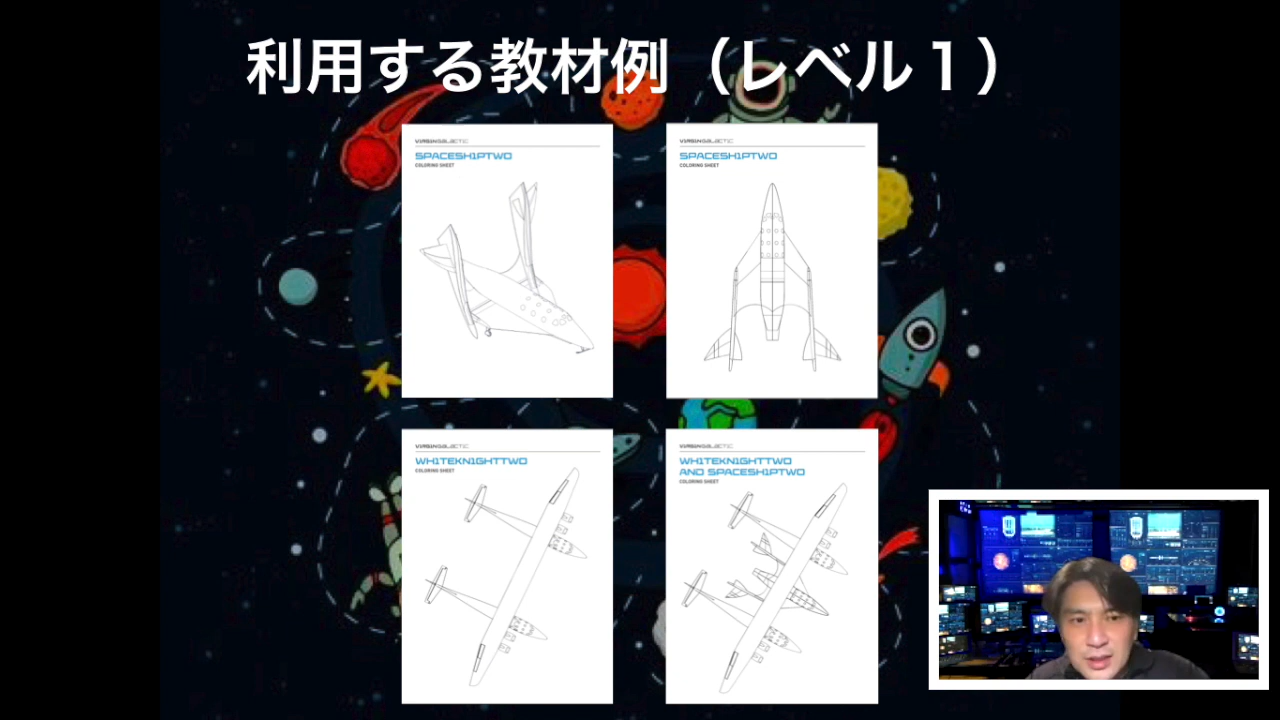 利用する教材例（レベル１）
VIRGIN GALACTIC
SPACESH1PTWO
COLORING SHEET
VIRGIN GALACTIC
SPACESH1PTWO
COLORING SHEET
VIRGIN GALACTIC
WH1TEKN1GHTTWO
COLORING SHEET
VIRGIN GALACTIC
WH1TEKN1GHTTWO
AND SPACESH1PTWO
COLORING SHEET